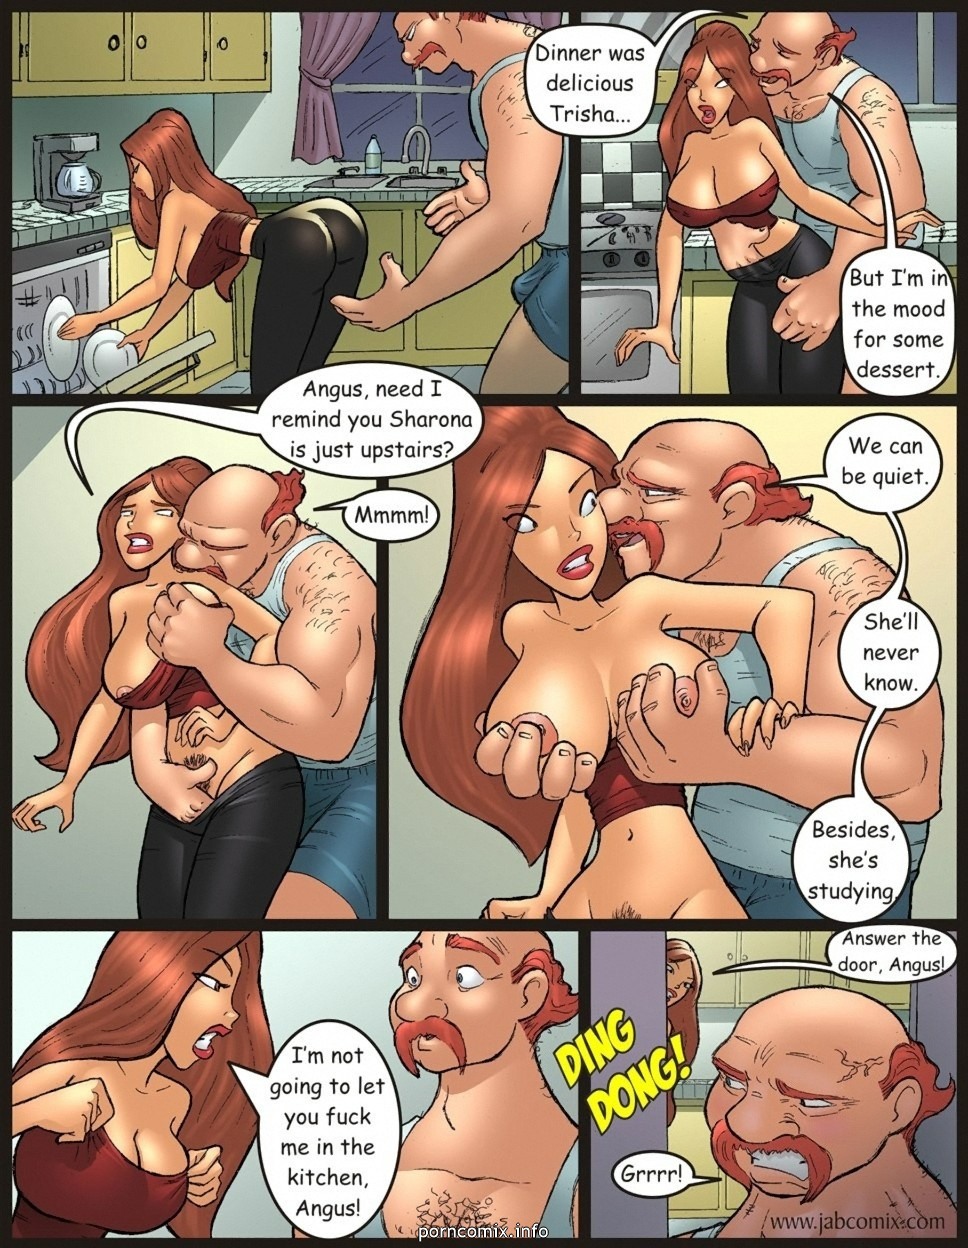 Dinner was
delicious
Trisha...
But I'm in
the mood
for some
dessert.
Angus, need I
remind you Sharona
is just upstairs?
Mmmm!
We can
be quiet.
She'll
never
know.
Besides,
she's
studying.
I'm not
going to let
you fuck
me in the
kitchen,
Angus!
DING
DONG!
Answer the
door, Angus!
Grrrr!
www.jabcomix.com
porncomix.info